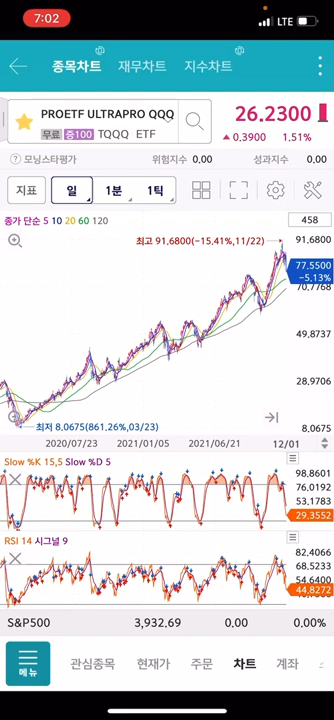 7:02
LTE
종목차트 재무차트 지수차트
PROETF ULTRAPRO QQQ
무료 증100 TQQQ ETF
26.2300
▲ 0,3900 1,51%
? 모닝스타평가 위험지수 0,00 성과지수 0.00
지표 일 1분 1틱
종가 단순 5 10 20 60 120
458
최고 91.6800(-15.41%,11/22)
91.6800
77,5500
-5,13%
70.7768
49,8737
28,9706
최저 8.0675(861.26%,03/23)
8.0675
2020/07/23 2021/01/05 2021/06/21 12/01
Slow %K 15,5 Slow %D 5
98.8601
76,0192
53,1783
29.3552
RSI 14 시그널 9
82.4066
68,5233
54.6400
44.8272
S&P500 3,932.69 0,00 0,00%
메뉴 관심종목 현재가 주문 차트 계좌